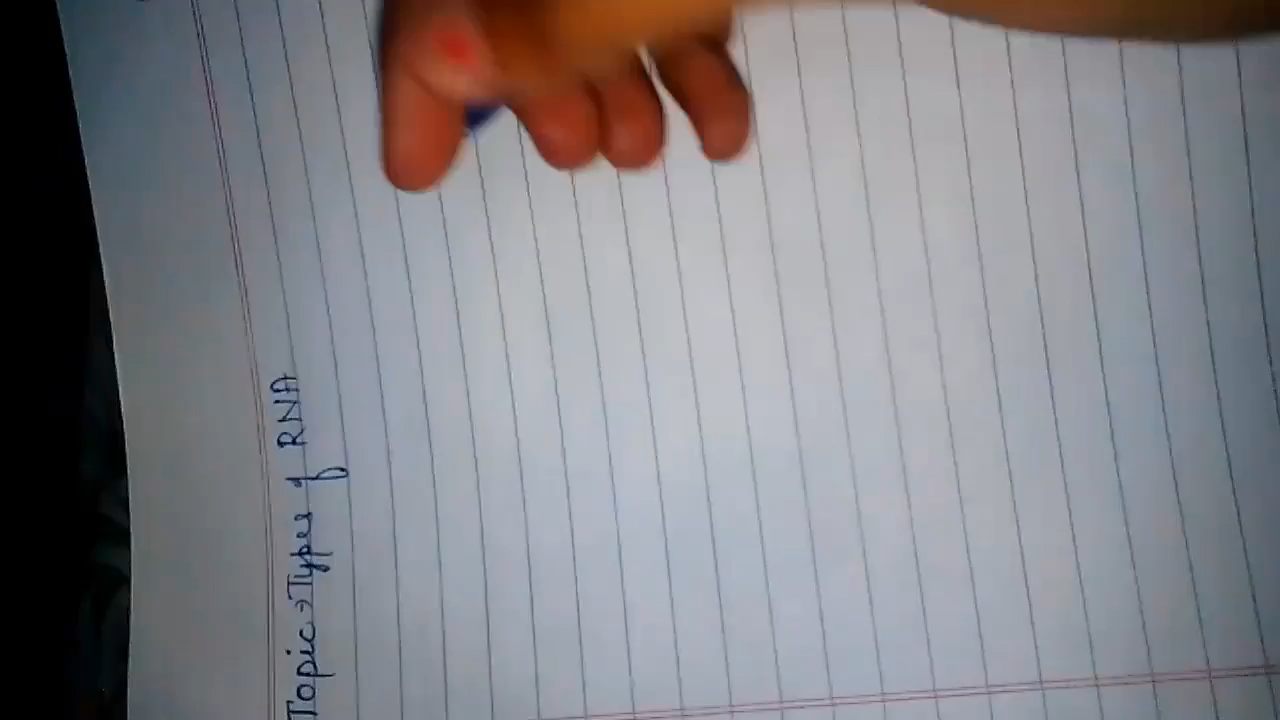 Topic → Types of RNA